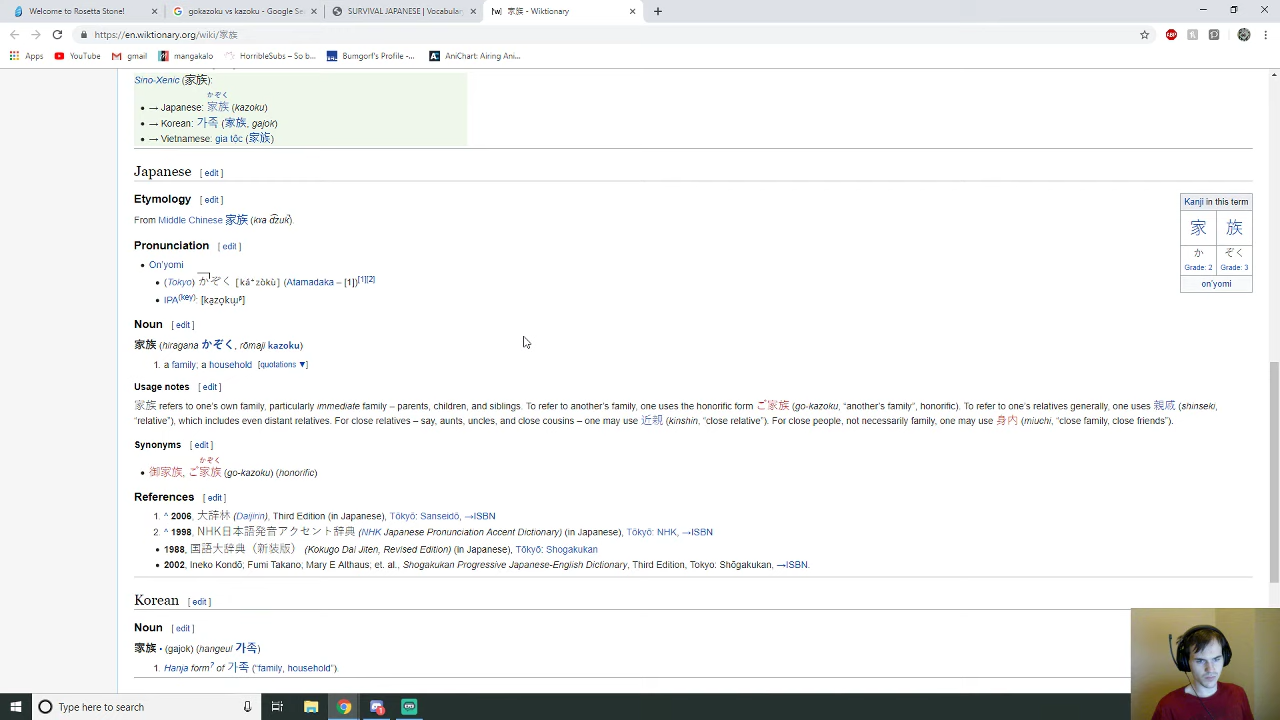 Welcome to Rosetta Stone!
gokazoku vs kazoku - Google Se
SURVIVAL JAPANESE | Vocabular
[w] 家族 - Wiktionary
https://en.wiktionary.org/wiki/家族
Apps YouTube gmail mangakalo HorribleSubs – So b... Bumgorf's Profile -... AniChart: Airing Ani...
Sino-Xenic (家族):
かぞく
• → Japanese: 家族 (kazoku)
• → Korean: 가족 (家族, gajok)
• → Vietnamese: gia tộc (家族)
Japanese [ edit ]
Etymology [ edit ]
From Middle Chinese 家族
Pronunciation [ edit ]
• On'yomi
• (Tokyo) かぞく [káꜜzòkù] (Atamadaka – [1])[1][2]
• IPA(key):
Kanji in this term
家 族
か ぞく
Grade: 2 Grade: 3
on'yomi
Noun [ edit ]
家族 (hiragana かぞく, rōmaji kazoku)
1. a family; a household [quotations ▼]
Usage notes [ edit ]
家族 refers to one's own family, particularly immediate family – parents, children, and siblings. To refer to another's family, one uses the honorific form ご家族 (go-kazoku, “another's family”, honorific). To refer to one's relatives generally, one uses 親戚 (shinseki,
“relative”), which includes even distant relatives. For close relatives – say, aunts, uncles, and close cousins – one may use 近親 (kinshin, “close relative”). For close people, not necessarily family, one may use 身内 (miuchi, “close family, close friends”).
Synonyms [ edit ]
かぞく
• 御家族, ご家族 (go-kazoku) (honorific)
References [ edit ]
1. ^ 2006, 大辞林 (Daijirin), Third Edition (in Japanese), Tōkyō: Sanseidō, →ISBN
2. ^ 1998, NHK日本語発音アクセント辞典 (NHK Japanese Pronunciation Accent Dictionary) (in Japanese), Tōkyō: NHK, →ISBN
• 1988, 国語大辞典（新装版） (Kokugo Dai Jiten, Revised Edition) (in Japanese), Tōkyō: Shogakukan
• 2002, Ineko Kondō; Fumi Takano; Mary E Althaus; et. al., Shogakukan Progressive Japanese-English Dictionary, Third Edition, Tokyo: Shōgakukan, →ISBN.
Korean [ edit ]
Noun [ edit ]
家族 • (gajok) (hangeul 가족)
1. Hanja form? of 가족 (“family, household”).
Type here to search